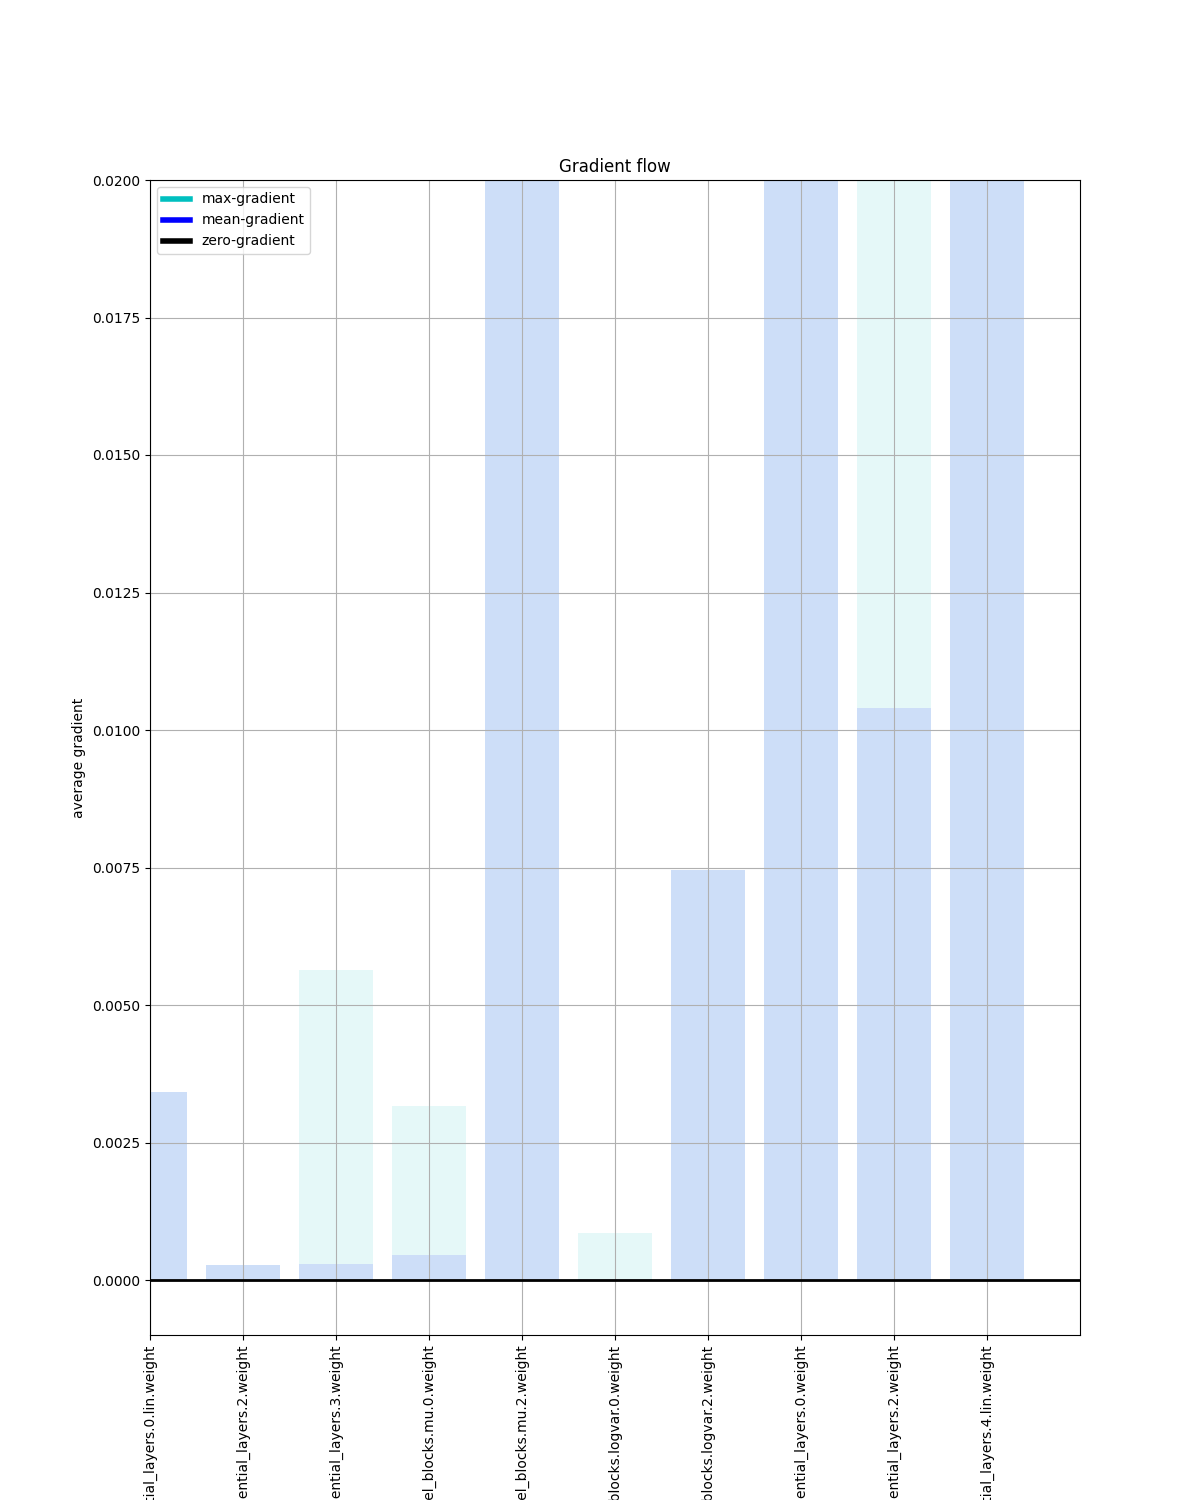 Gradient flow
max-gradient
mean-gradient
zero-gradient
0.0200
0.0175
0.0150
0.0125
0.0100
0.0075
0.0050
0.0025
0.0000
average gradient
tial_layers.0.lin.weight
ential_layers.2.weight
ential_layers.3.weight
el_blocks.mu.0.weight
el_blocks.mu.2.weight
blocks.logvar.0.weight
blocks.logvar.2.weight
ential_layers.0.weight
ential_layers.2.weight
tial_layers.4.lin.weight